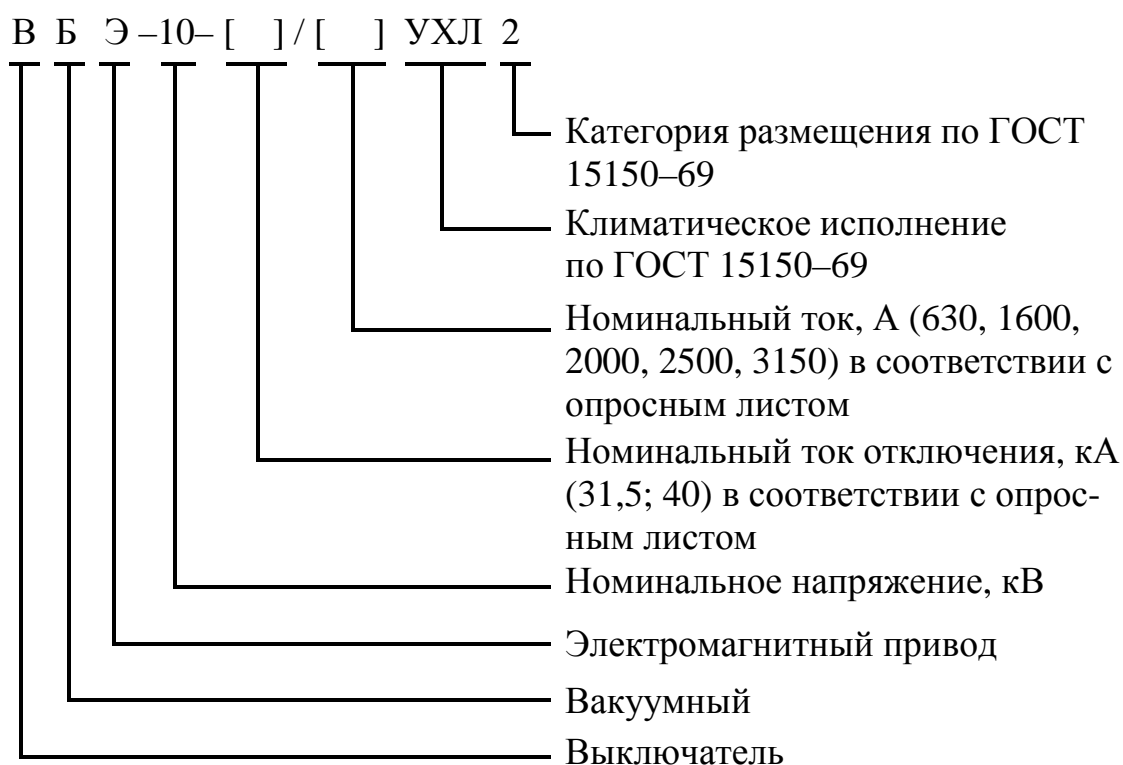 В Б Э –10– [ ] / [ ] УХЛ 2
Категория размещения по ГОСТ
15150–69
Климатическое исполнение
по ГОСТ 15150–69
Номинальный ток, А (630, 1600,
2000, 2500, 3150) в соответствии с
опросным листом
Номинальный ток отключения, кА
(31,5; 40) в соответствии с опрос-
ным листом
Номинальное напряжение, кВ
Электромагнитный привод
Вакуумный
Выключатель